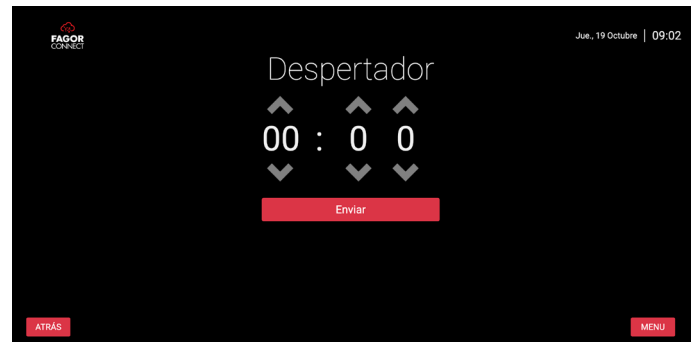 FAGOR
CONNECT
Jue., 19 Octubre | 09:02
Despertador
00 : 0 0
Enviar
ATRÁS
MENU